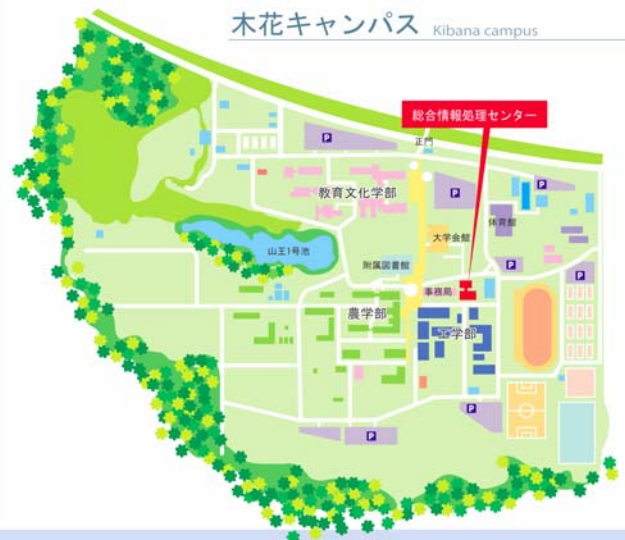 木花キャンパス Kibana campus
総合情報処理センター
正門
P
P
P
教育文化学部
体育館
大学会館
山王1号池
附属図書館
P
P
事務局
農学部
工学部
P
P
P